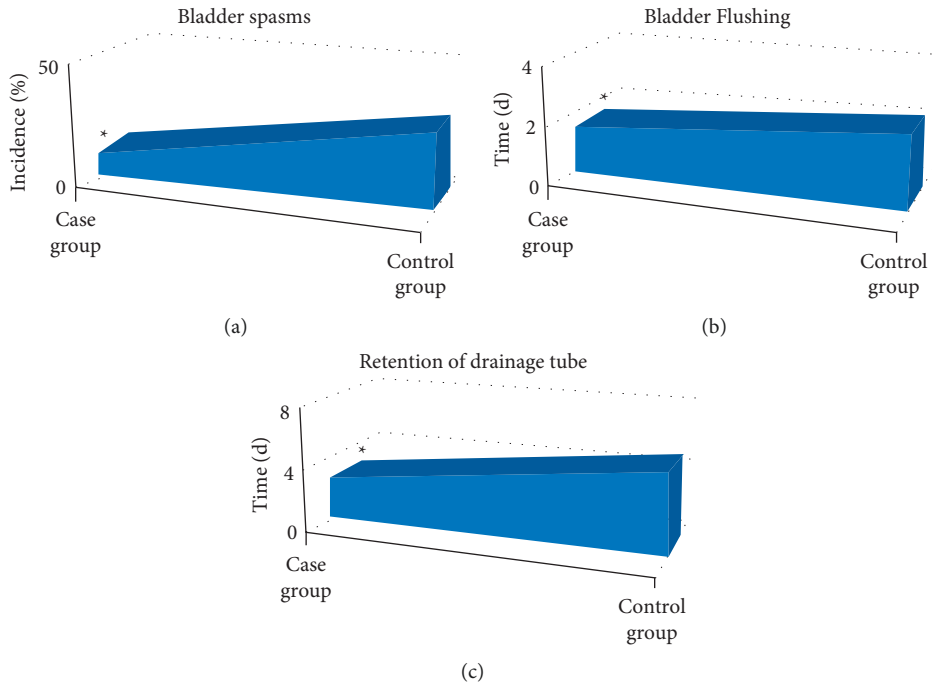 Bladder spasms
50
0
Incidence (%)
*
Case
group
Control
group
(a)
Bladder Flushing
4
2
0
Time (d)
*
Case
group
Control
group
(b)
Retention of drainage tube
8
4
0
Time (d)
*
Case
group
Control
group
(c)